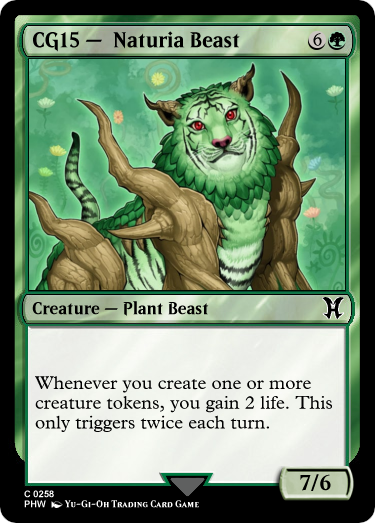 CG15 — Naturia Beast 6
Creature — Plant Beast H
Whenever you create one or more
creature tokens, you gain 2 life. This
only triggers twice each turn.
7/6
C 0258
PHW Yu-Gi-Oh Trading Card Game